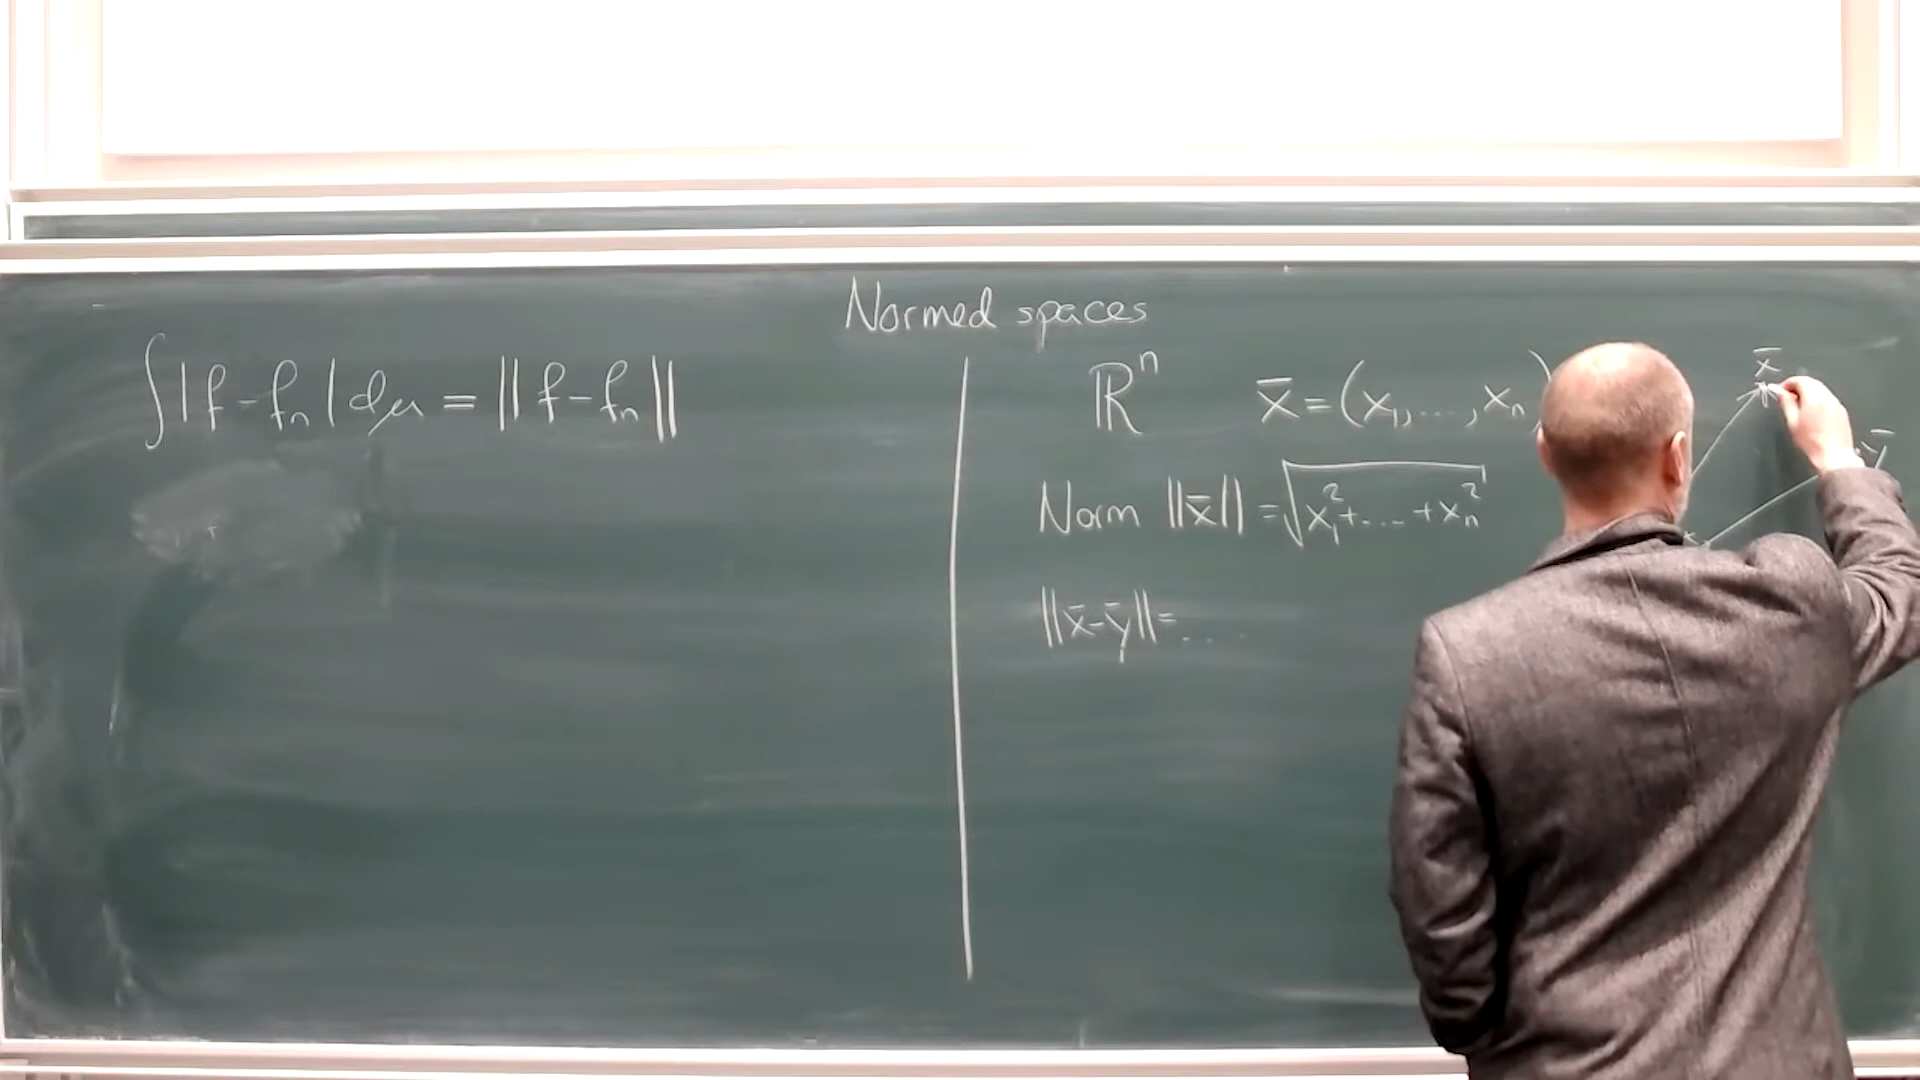 Normed spaces
∫|f-fₙ|dμ = ||f-fₙ||
ℝⁿ x̄=(x₁,...,xₙ)
Norm ||x̄|| = √(x₁²+...+xₙ²)
||x̄-ȳ||=....
x̄
ȳ